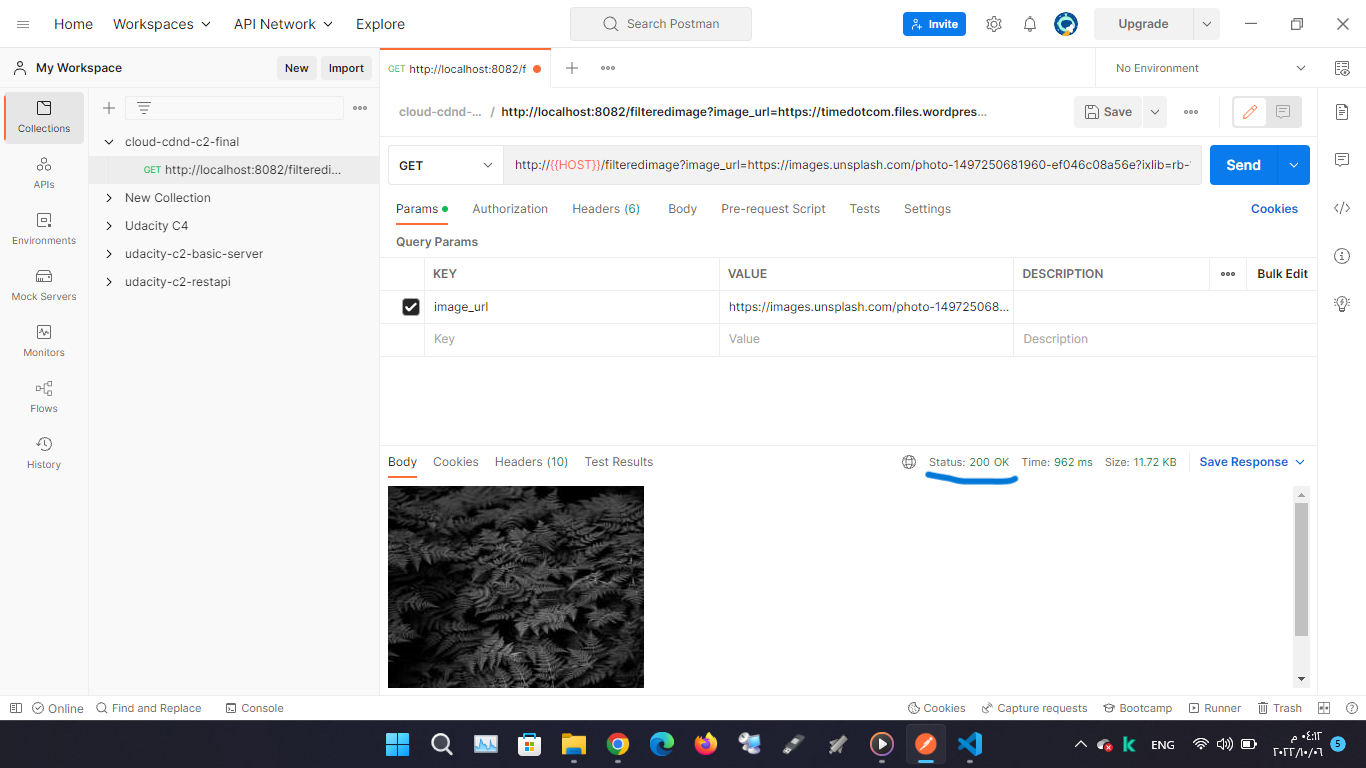 Home Workspaces API Network Explore Search Postman Invite Upgrade
My Workspace New Import GET http://localhost:8082/f No Environment
cloud-cdnd-... / http://localhost:8082/filteredimage?image_url=https://timedotcom.files.wordpres... Save
GET http://{{HOST}}/filteredimage?image_url=https://images.unsplash.com/photo-1497250681960-ef046c08a56e?ixlib=rb- Send
Collections
APIs
Environments
Mock Servers
Monitors
Flows
History
cloud-cdnd-c2-final
GET http://localhost:8082/filteredi...
New Collection
Udacity C4
udacity-c2-basic-server
udacity-c2-restapi
Params Authorization Headers (6) Body Pre-request Script Tests Settings Cookies
Query Params
KEY VALUE DESCRIPTION Bulk Edit
image_url https://images.unsplash.com/photo-149725068...
Key Value Description
Body Cookies Headers (10) Test Results Status: 200 OK Time: 962 ms Size: 11.72 KB Save Response
Online Find and Replace Console Cookies Capture requests Bootcamp Runner Trash
ENG ٠٤:١٢ م 5
٢٠٢٢/١٠/٠٦